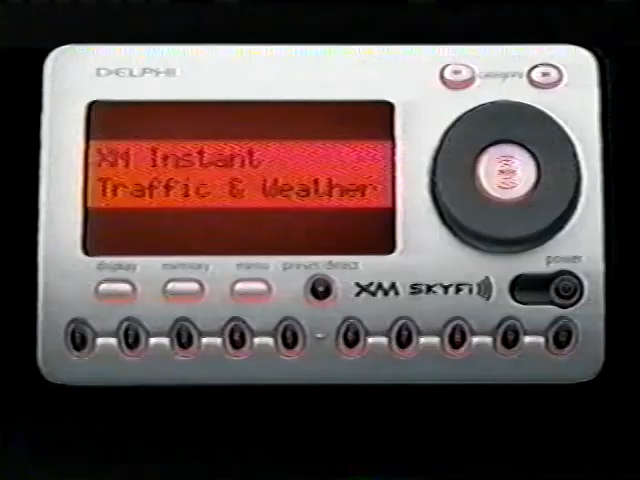 DELPHI
category
XM Instant
Traffic & Weather
display memory menu preset/direct
power
XM SKYFi